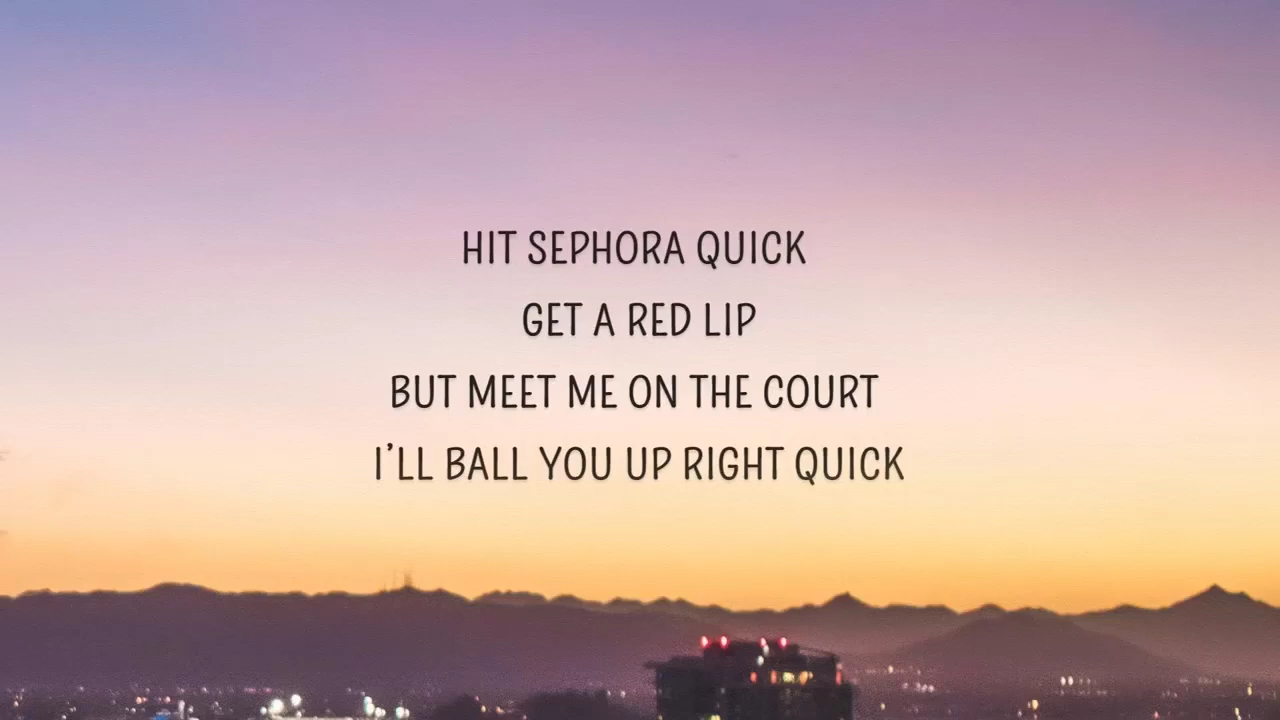 HIT SEPHORA QUICK
GET A RED LIP
BUT MEET ME ON THE COURT
I'LL BALL YOU UP RIGHT QUICK